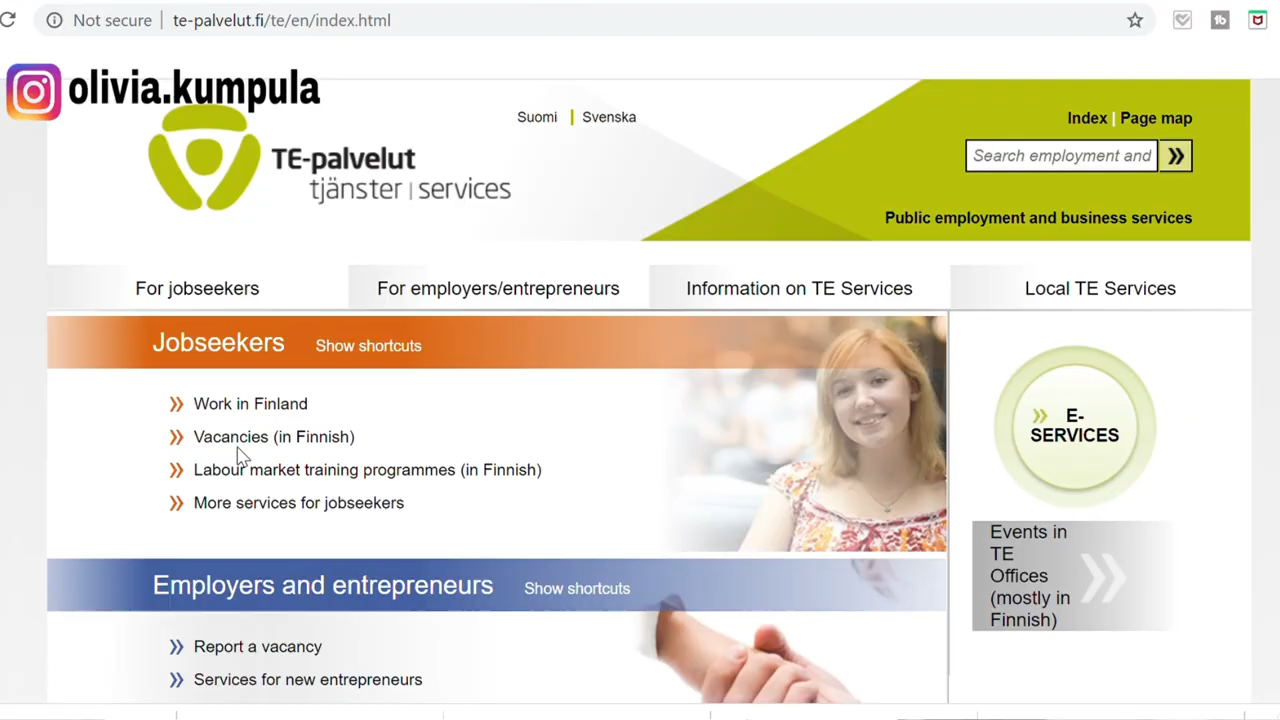 Not secure | te-palvelut.fi/te/en/index.html
olivia.kumpula
Suomi | Svenska
Index | Page map
TE-palvelut
tjänster | services
Search employment and
Public employment and business services
For jobseekers
For employers/entrepreneurs
Information on TE Services
Local TE Services
Jobseekers Show shortcuts
Work in Finland
Vacancies (in Finnish)
Labour market training programmes (in Finnish)
More services for jobseekers
E-
SERVICES
Events in
TE
Offices
(mostly in
Finnish)
Employers and entrepreneurs Show shortcuts
Report a vacancy
Services for new entrepreneurs